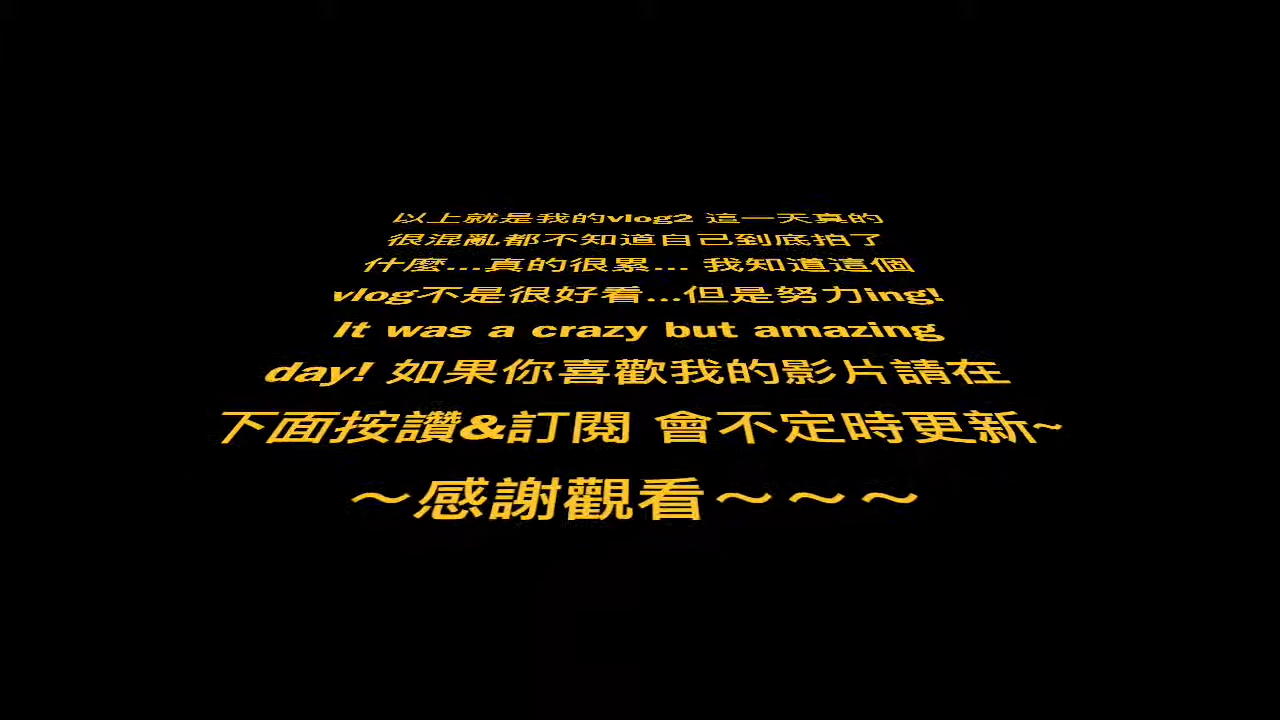 以上就是我的vlog2 這一天真的
很混亂都不知道自己到底拍了
什麼...真的很累... 我知道這個
vlog不是很好看...但是努力ing!
It was a crazy but amazing
day! 如果你喜歡我的影片請在
下面按讚&訂閱 會不定時更新~
～感謝觀看～～～